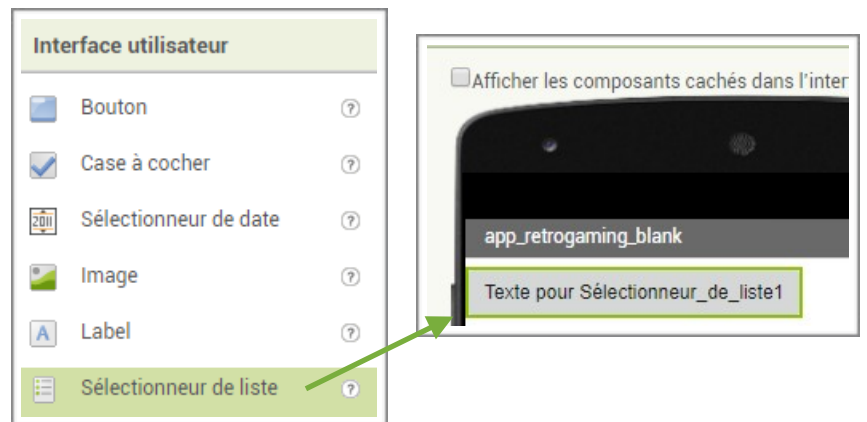 Interface utilisateur
Bouton
?
Case à cocher
?
2011
Sélectionneur de date
?
Image
?
A
Label
?
Sélectionneur de liste
?
Afficher les composants cachés dans l'inter
app_retrogaming_blank
Texte pour Sélectionneur_de_liste1